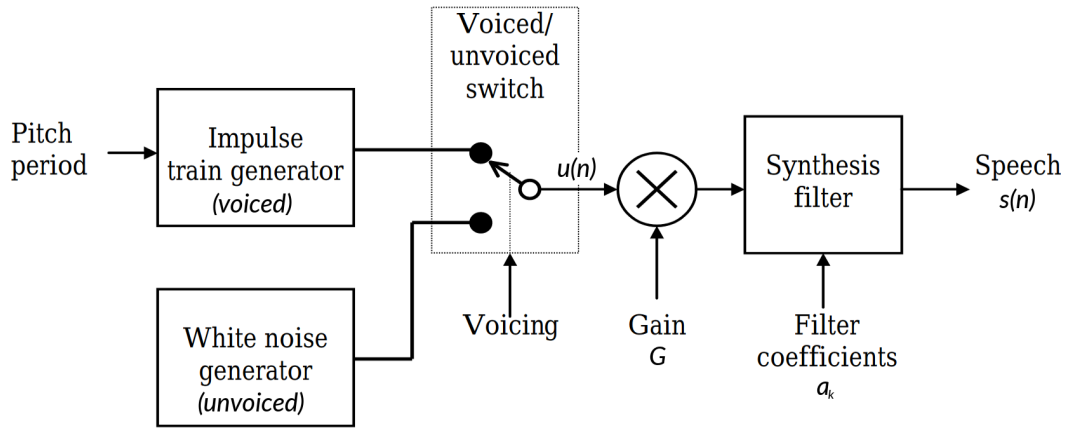 Voiced/
unvoiced
switch
Pitch
period
Impulse
train generator
(voiced)
u(n)
Synthesis
filter
Speech
s(n)
White noise
generator
(unvoiced)
Voicing
Gain
G
Filter
coefficients
aₖ